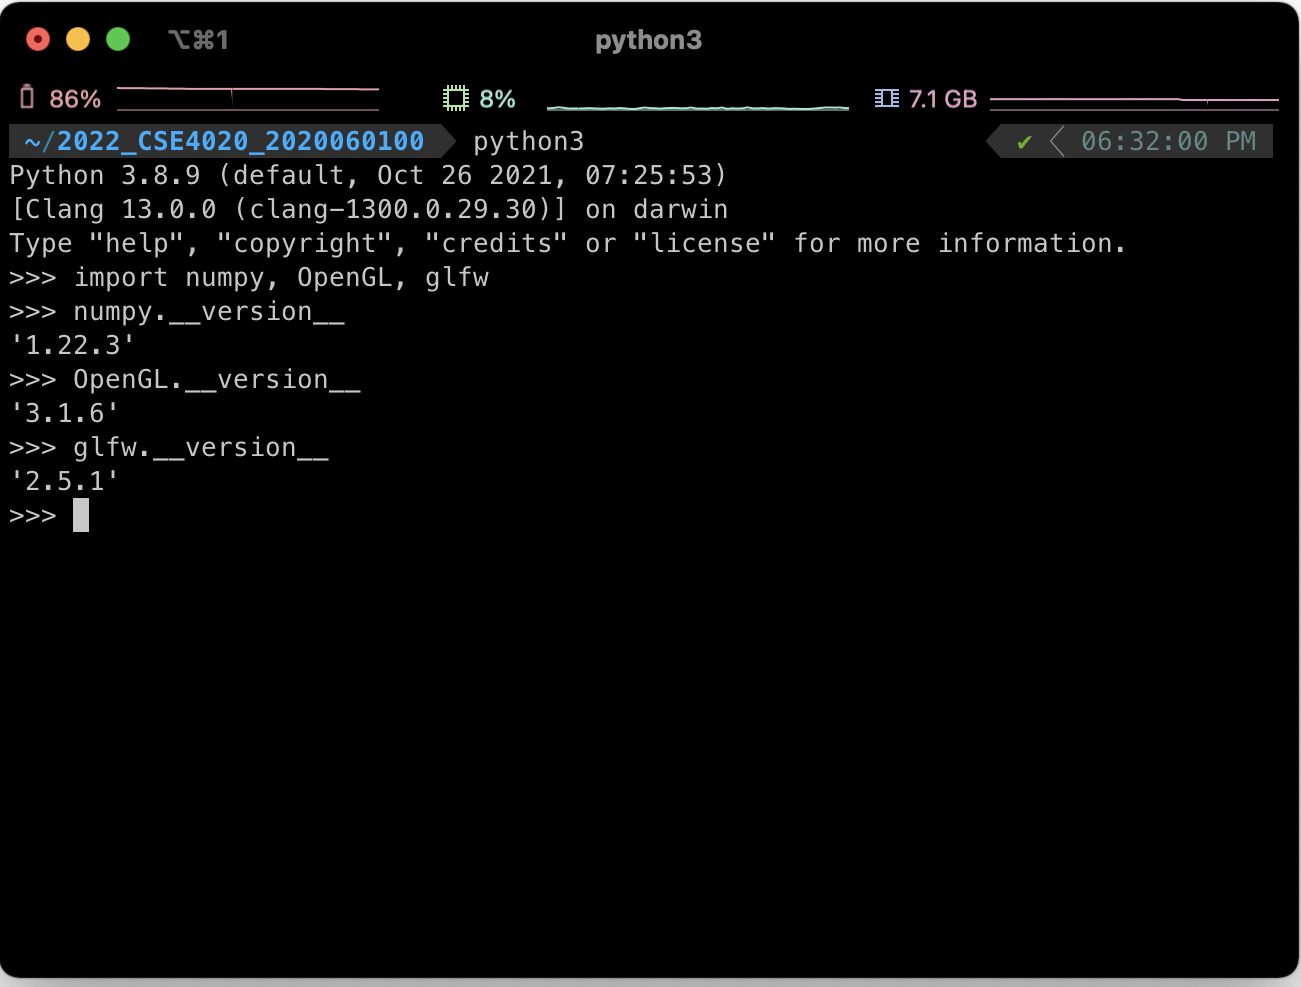 ⌥⌘1 python3
86% 8% 7.1 GB
~/2022_CSE4020_2020060100 python3 ✔ 06:32:00 PM
Python 3.8.9 (default, Oct 26 2021, 07:25:53)
[Clang 13.0.0 (clang-1300.0.29.30)] on darwin
Type "help", "copyright", "credits" or "license" for more information.
>>> import numpy, OpenGL, glfw
>>> numpy.__version__
'1.22.3'
>>> OpenGL.__version__
'3.1.6'
>>> glfw.__version__
'2.5.1'
>>>